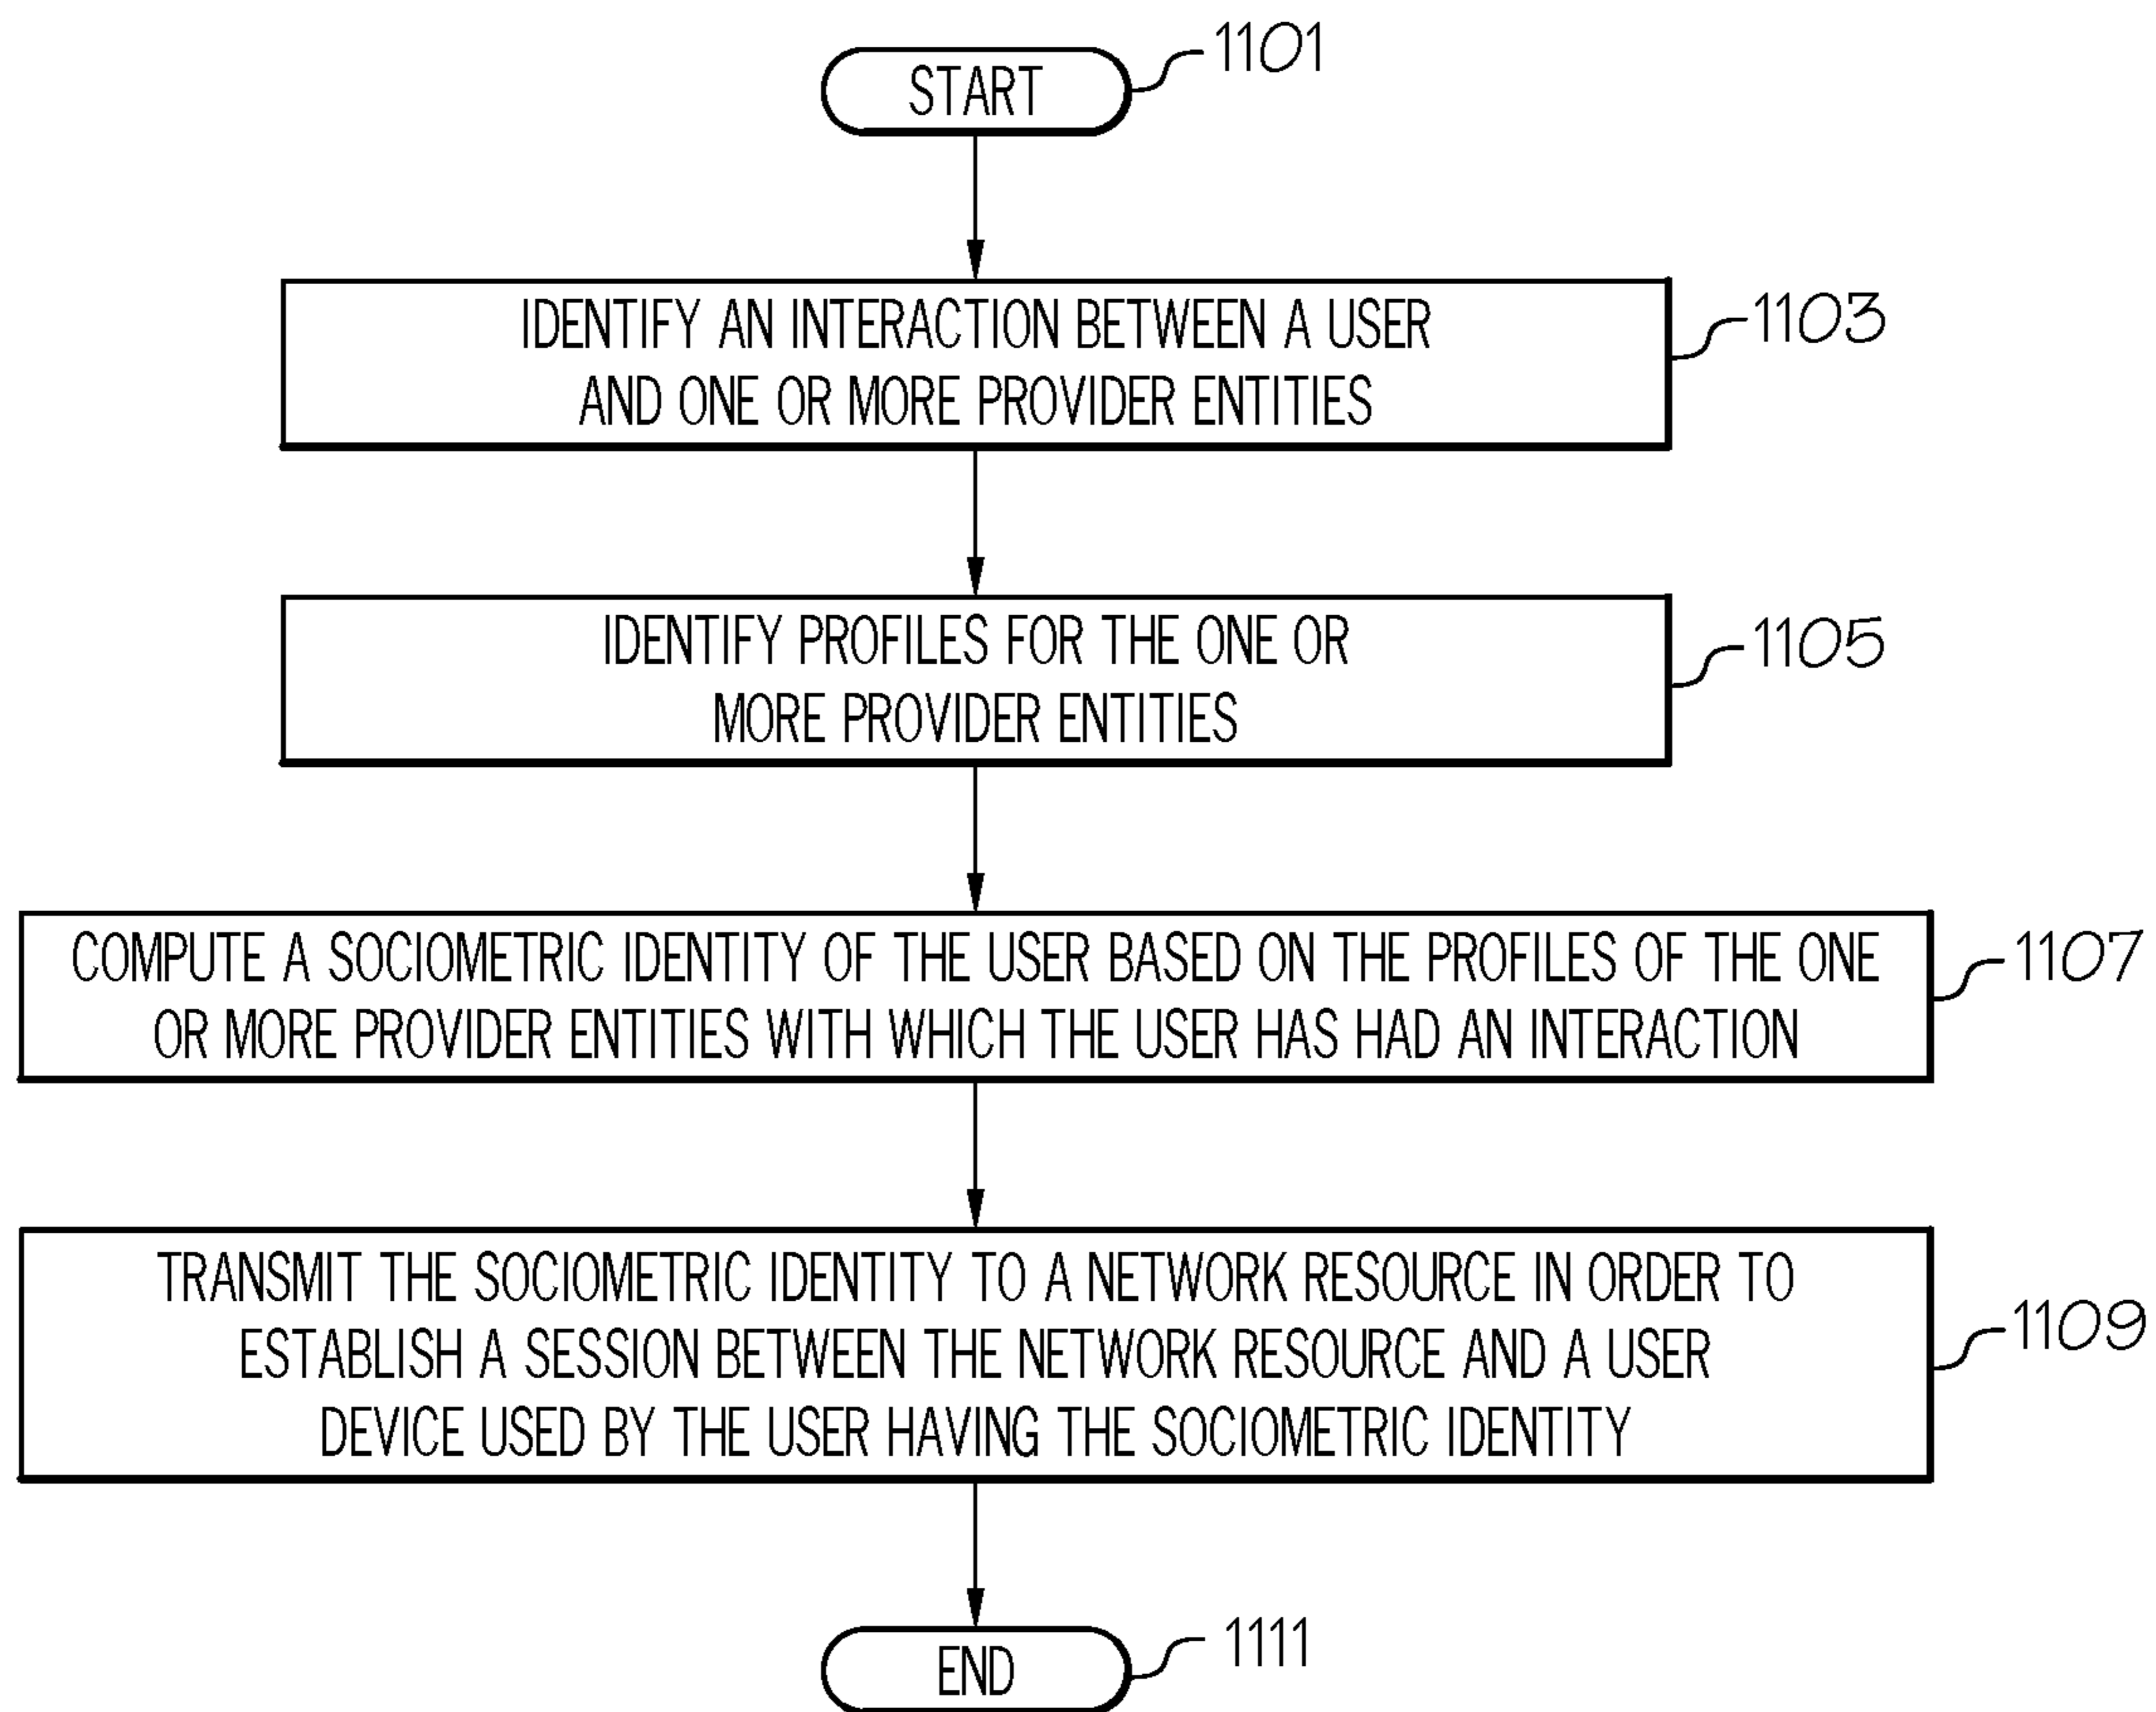 START
1101
IDENTIFY AN INTERACTION BETWEEN A USER
AND ONE OR MORE PROVIDER ENTITIES
1103
IDENTIFY PROFILES FOR THE ONE OR
MORE PROVIDER ENTITIES
1105
COMPUTE A SOCIOMETRIC IDENTITY OF THE USER BASED ON THE PROFILES OF THE ONE
OR MORE PROVIDER ENTITIES WITH WHICH THE USER HAS HAD AN INTERACTION
1107
TRANSMIT THE SOCIOMETRIC IDENTITY TO A NETWORK RESOURCE IN ORDER TO
ESTABLISH A SESSION BETWEEN THE NETWORK RESOURCE AND A USER
DEVICE USED BY THE USER HAVING THE SOCIOMETRIC IDENTITY
1109
END
1111